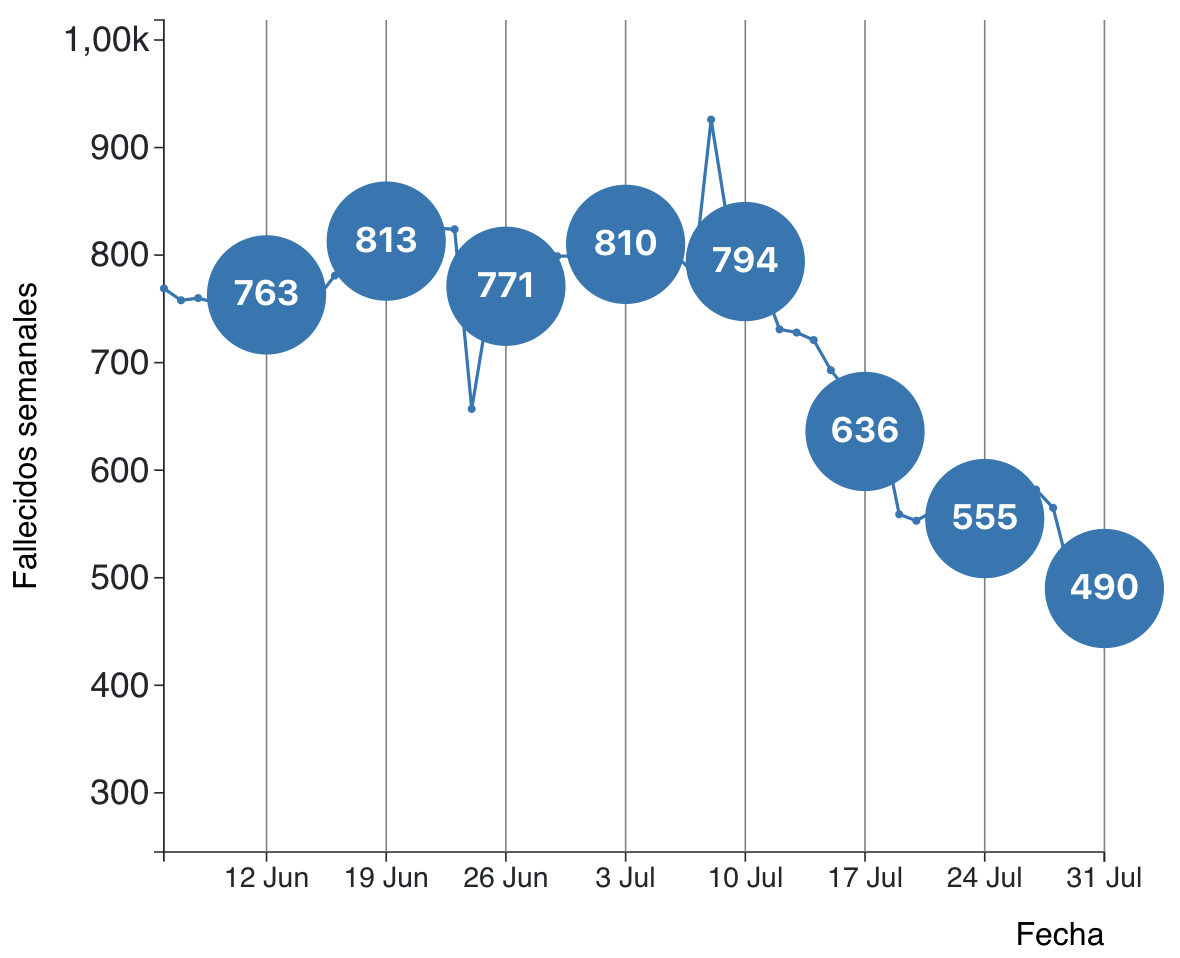 1,00k
900
800
700
600
500
400
300
Fallecidos semanales
763
813
771
810
794
636
555
490
12 Jun
19 Jun
26 Jun
3 Jul
10 Jul
17 Jul
24 Jul
31 Jul
Fecha